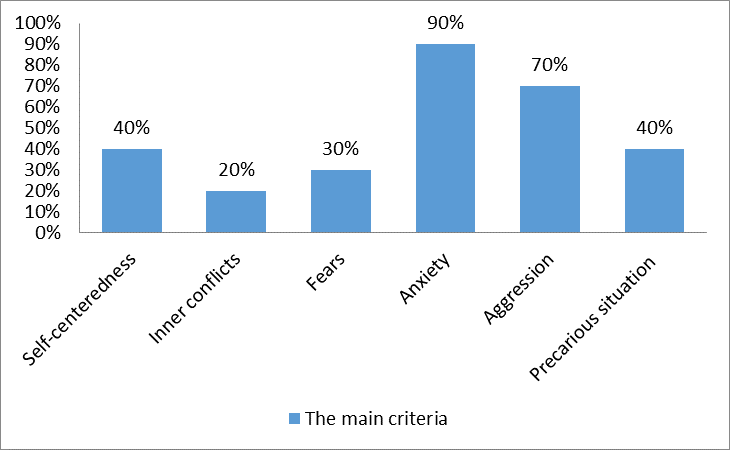 100%
90%
80%
70%
60%
50%
40%
30%
20%
10%
0%
40%
20%
30%
90%
70%
40%
Self-centeredness
Inner conflicts
Fears
Anxiety
Aggression
Precarious situation
The main criteria